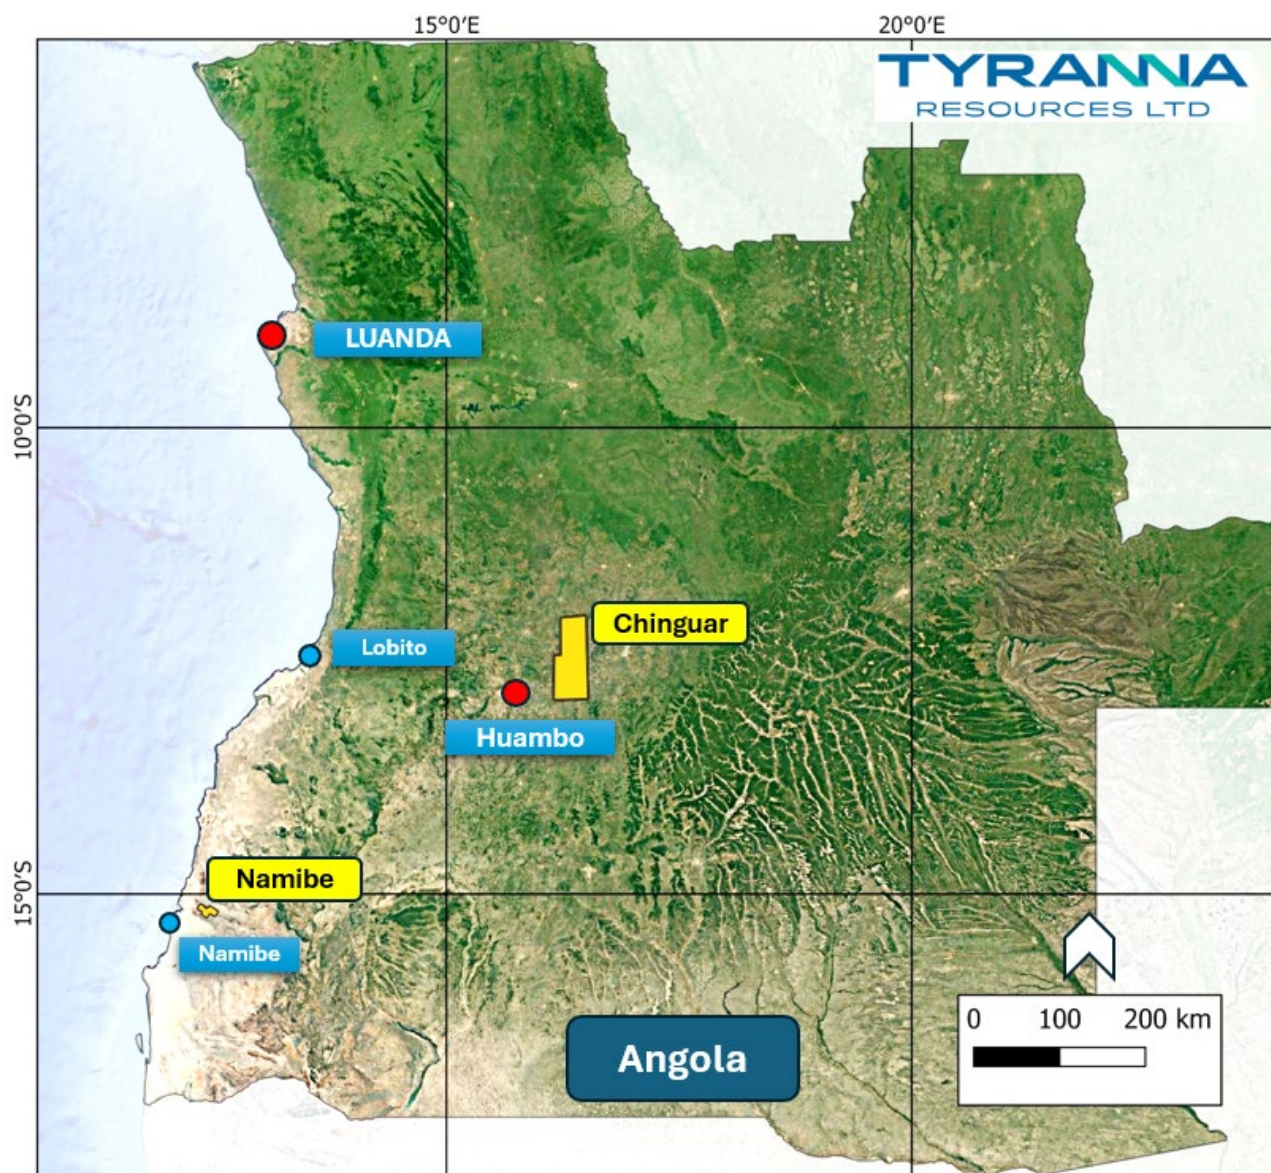 15°0'E
20°0'E
TYRANNA
RESOURCES LTD
LUANDA
10°0'S
Chinguar
Lobito
Huambo
Namibe
15°0'S
Namibe
0 100 200 km
Angola